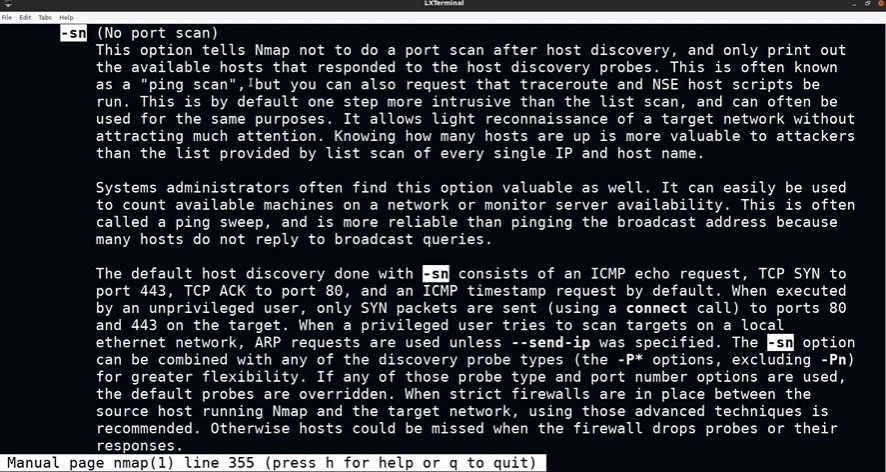 LXTerminal
File Edit Tabs Help
-sn (No port scan)
This option tells Nmap not to do a port scan after host discovery, and only print out
the available hosts that responded to the host discovery probes. This is often known
as a "ping scan", but you can also request that traceroute and NSE host scripts be
run. This is by default one step more intrusive than the list scan, and can often be
used for the same purposes. It allows light reconnaissance of a target network without
attracting much attention. Knowing how many hosts are up is more valuable to attackers
than the list provided by list scan of every single IP and host name.
Systems administrators often find this option valuable as well. It can easily be used
to count available machines on a network or monitor server availability. This is often
called a ping sweep, and is more reliable than pinging the broadcast address because
many hosts do not reply to broadcast queries.
The default host discovery done with -sn consists of an ICMP echo request, TCP SYN to
port 443, TCP ACK to port 80, and an ICMP timestamp request by default. When executed
by an unprivileged user, only SYN packets are sent (using a connect call) to ports 80
and 443 on the target. When a privileged user tries to scan targets on a local
ethernet network, ARP requests are used unless --send-ip was specified. The -sn option
can be combined with any of the discovery probe types (the -P* options, excluding -Pn)
for greater flexibility. If any of those probe type and port number options are used,
the default probes are overridden. When strict firewalls are in place between the
source host running Nmap and the target network, using those advanced techniques is
recommended. Otherwise hosts could be missed when the firewall drops probes or their
responses.
Manual page nmap(1) line 355 (press h for help or q to quit)